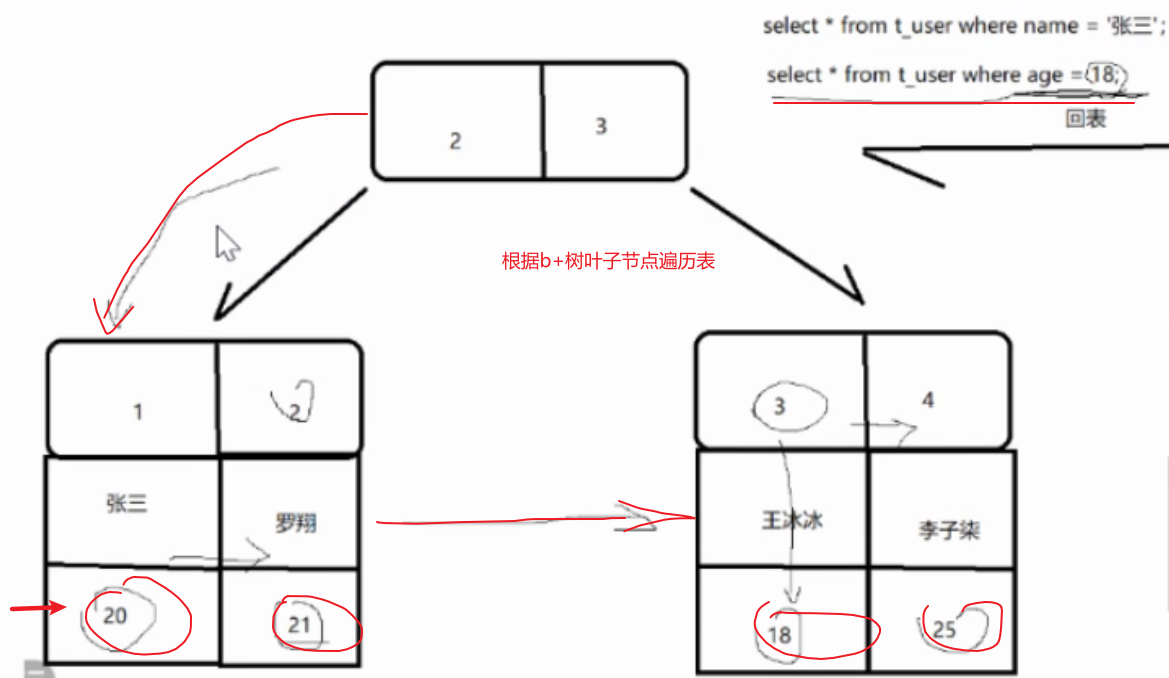 select * from t_user where name = '张三';
select * from t_user where age = 18;
回表
2 3
根据b+树叶子节点遍历表
1 2
3 4
张三 罗翔
王冰冰 李子柒
20 21
18 25